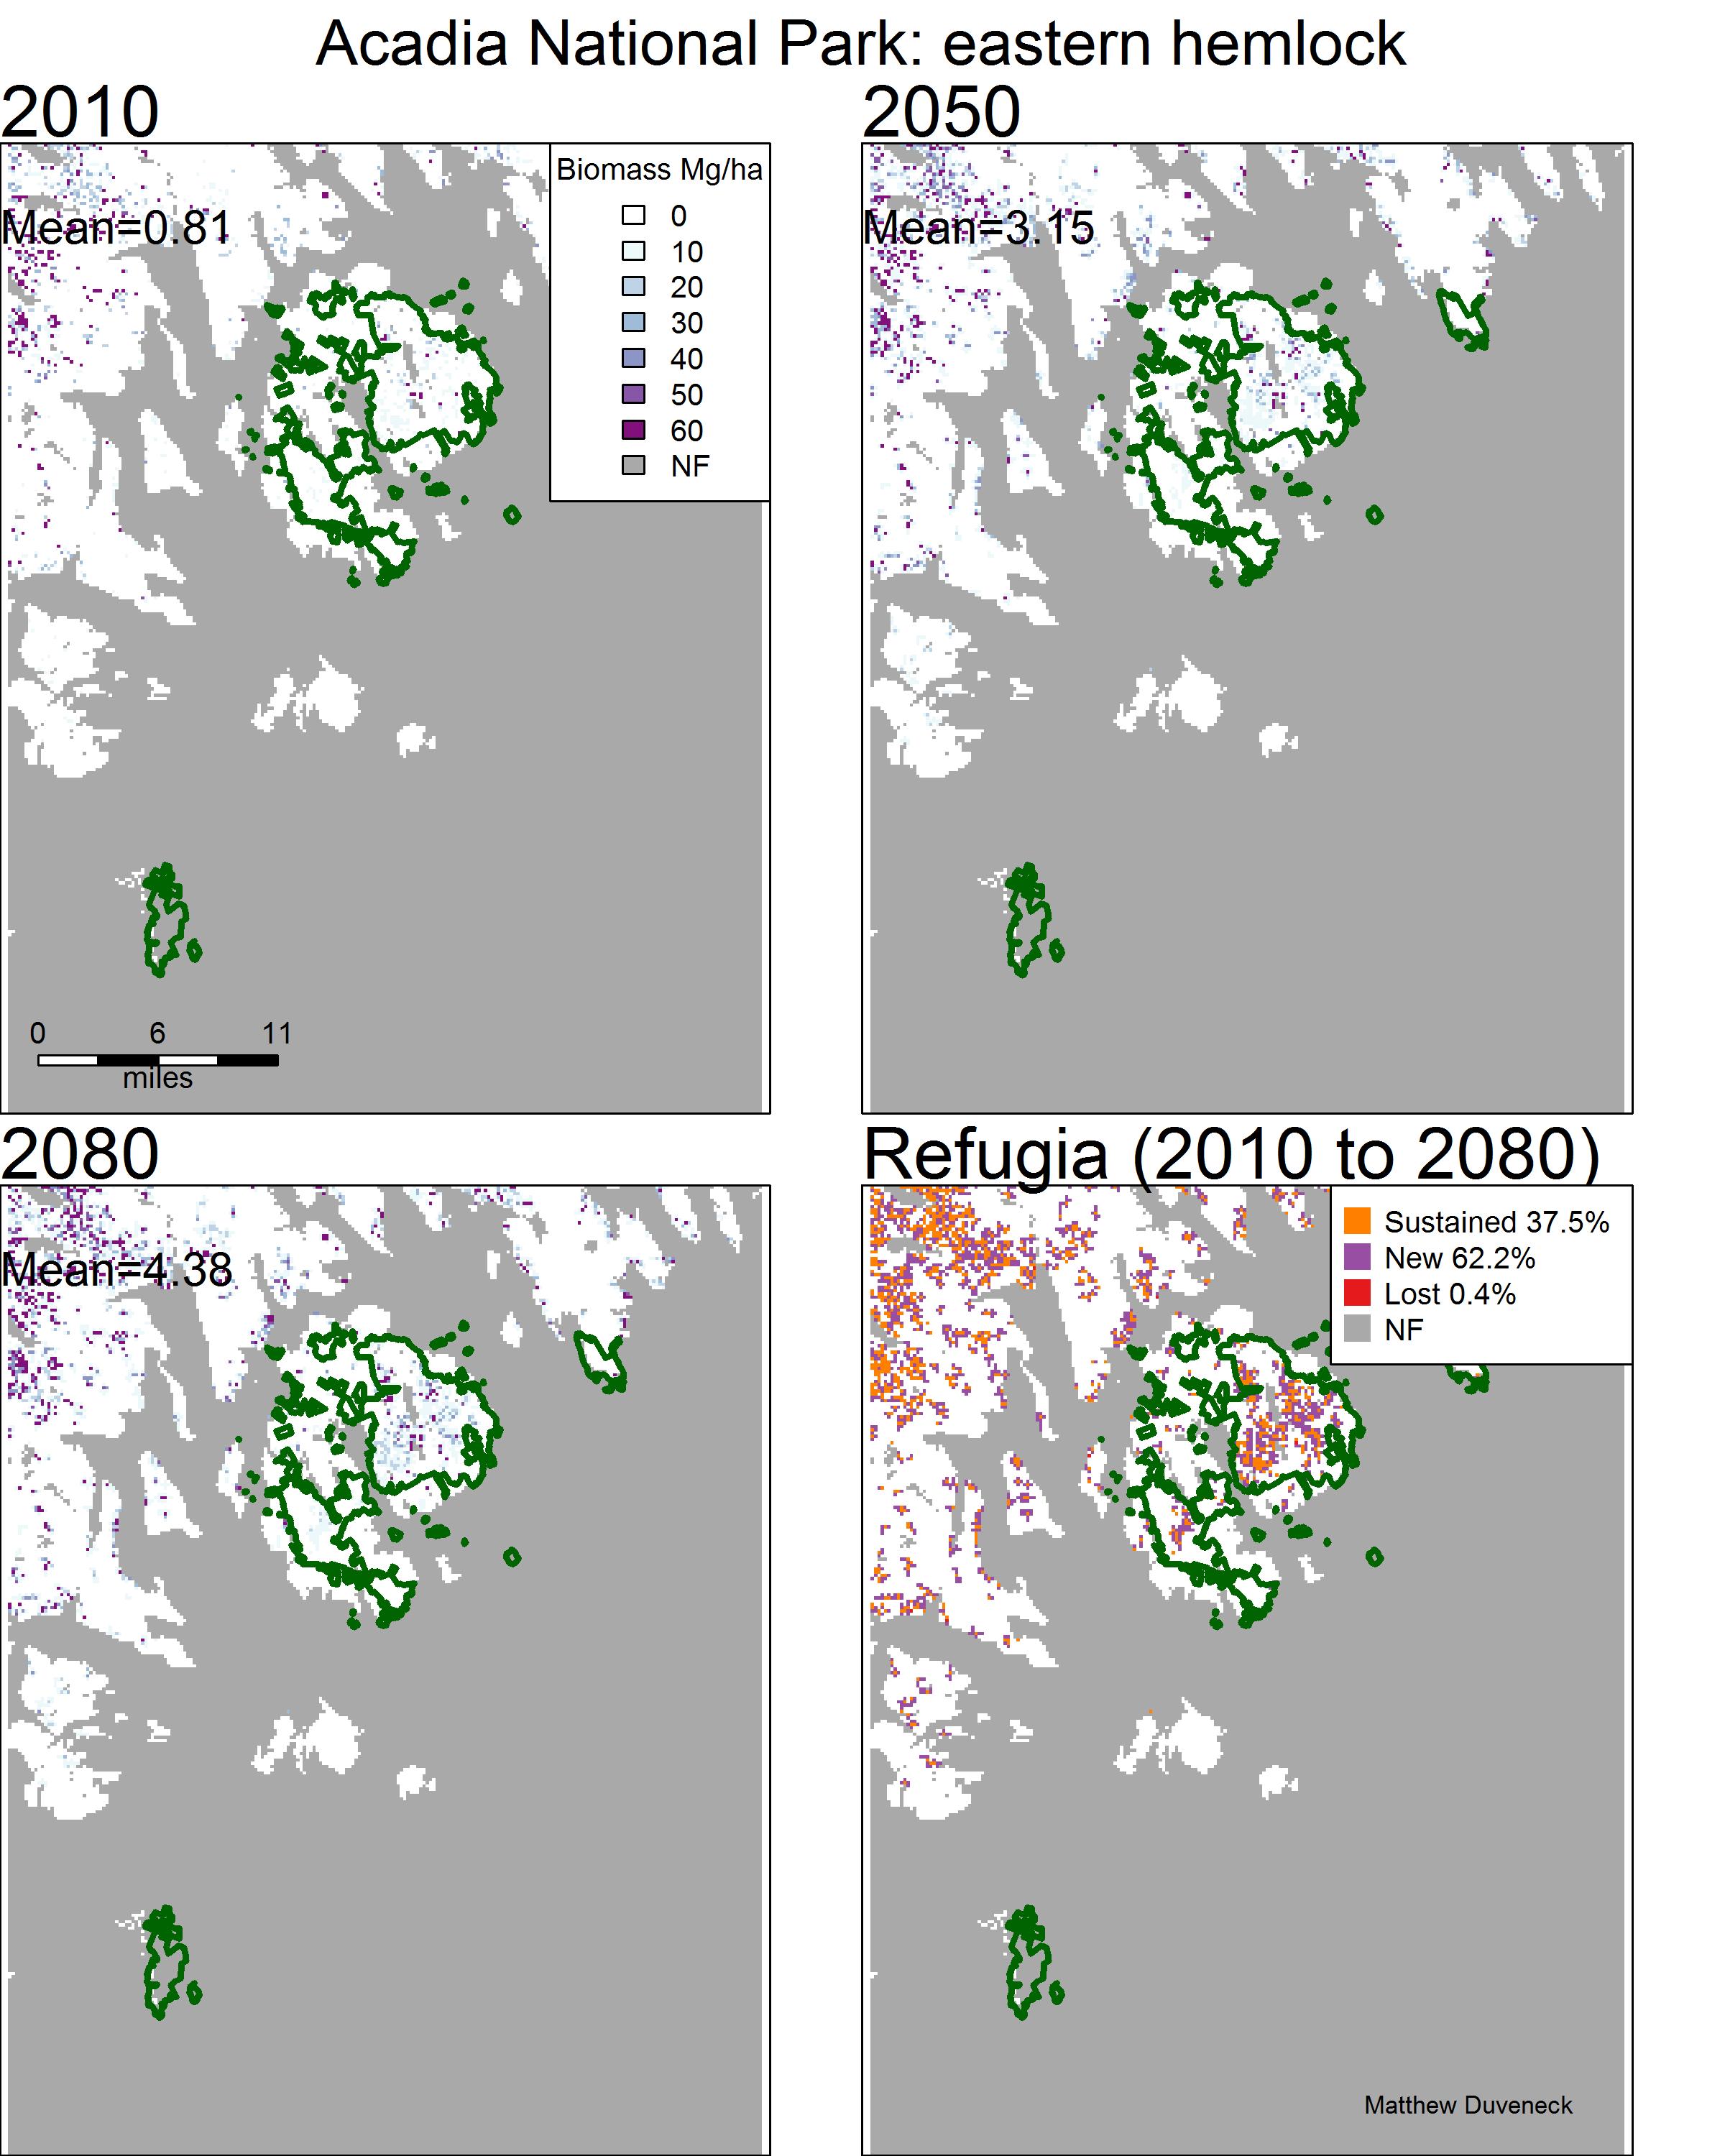 Acadia National Park: eastern hemlock
2010
Mean=0.81
Biomass Mg/ha
0
10
20
30
40
50
60
NF
0 6 11
miles
2050
Mean=3.15
2080
Mean=4.38
Refugia (2010 to 2080)
Sustained 37.5%
New 62.2%
Lost 0.4%
NF
Matthew Duveneck